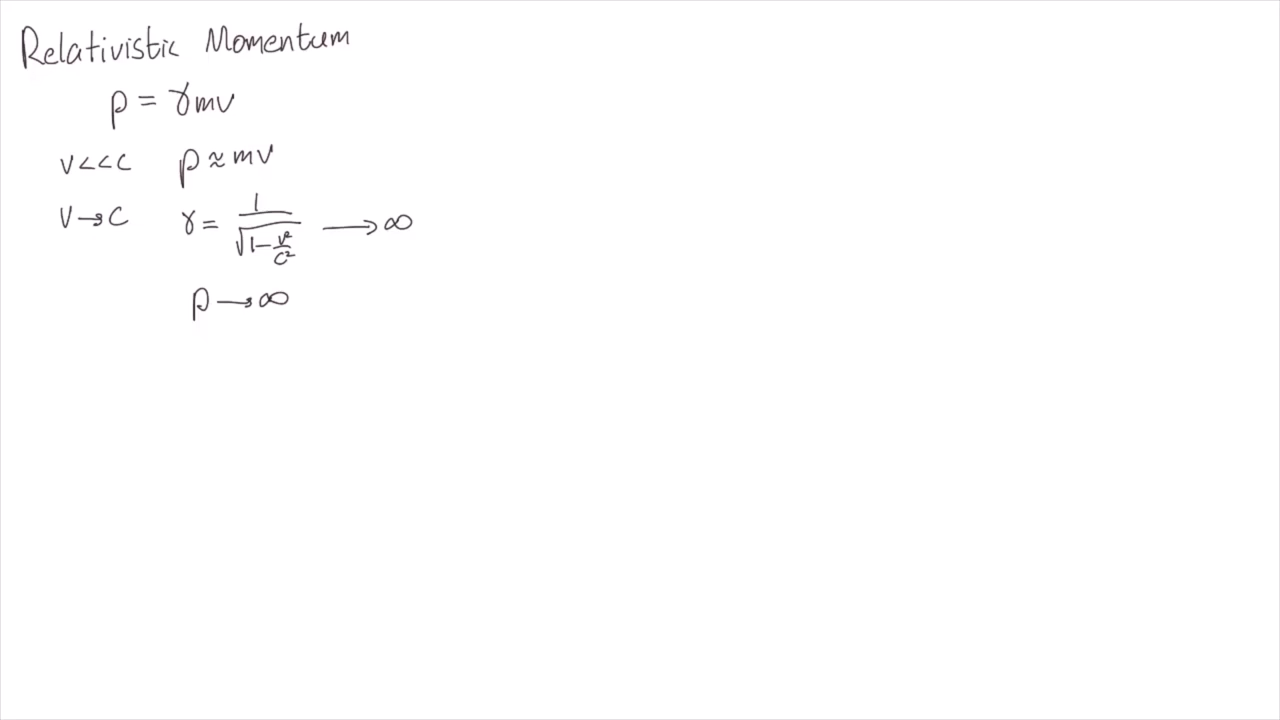 Relativistic Momentum
p = γmv
v<<c p ≈ mv
v→c γ = 1/√(1 - v²/c²) → ∞
p → ∞